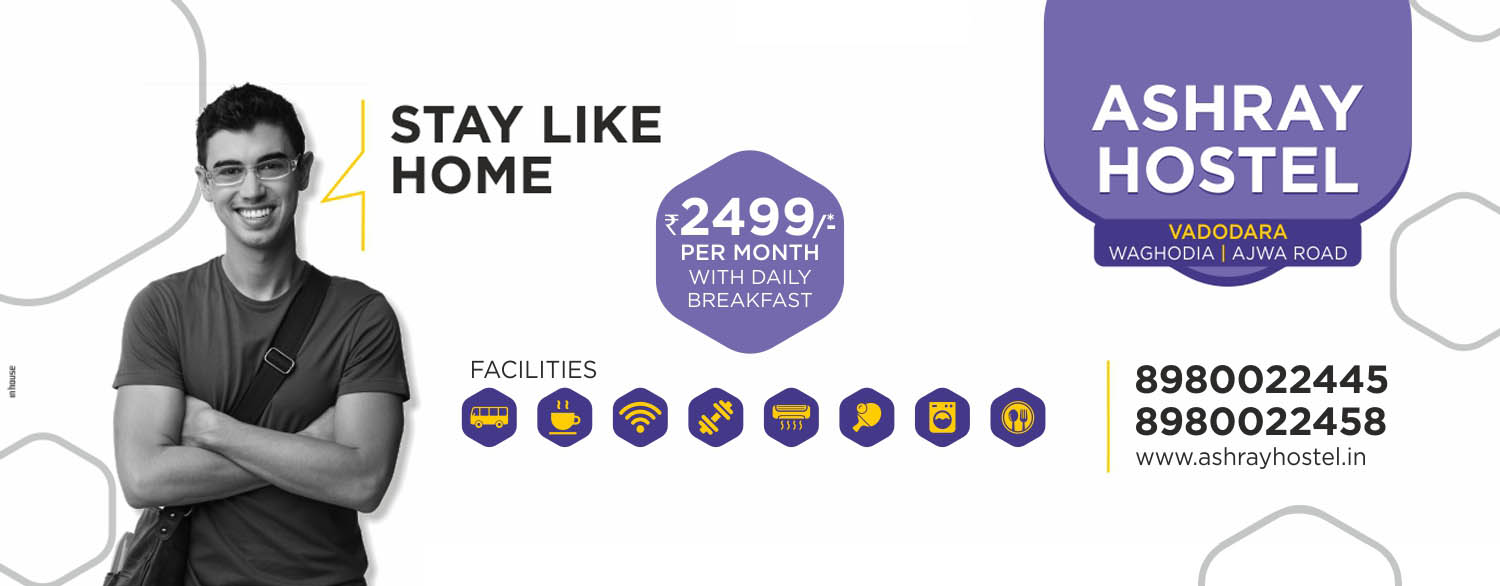 STAY LIKE
HOME
₹2499/-*
PER MONTH
WITH DAILY
BREAKFAST
ASHRAY
HOSTEL
VADODARA
WAGHODIA | AJWA ROAD
FACILITIES
8980022445
8980022458
www.ashrayhostel.in
inhouse